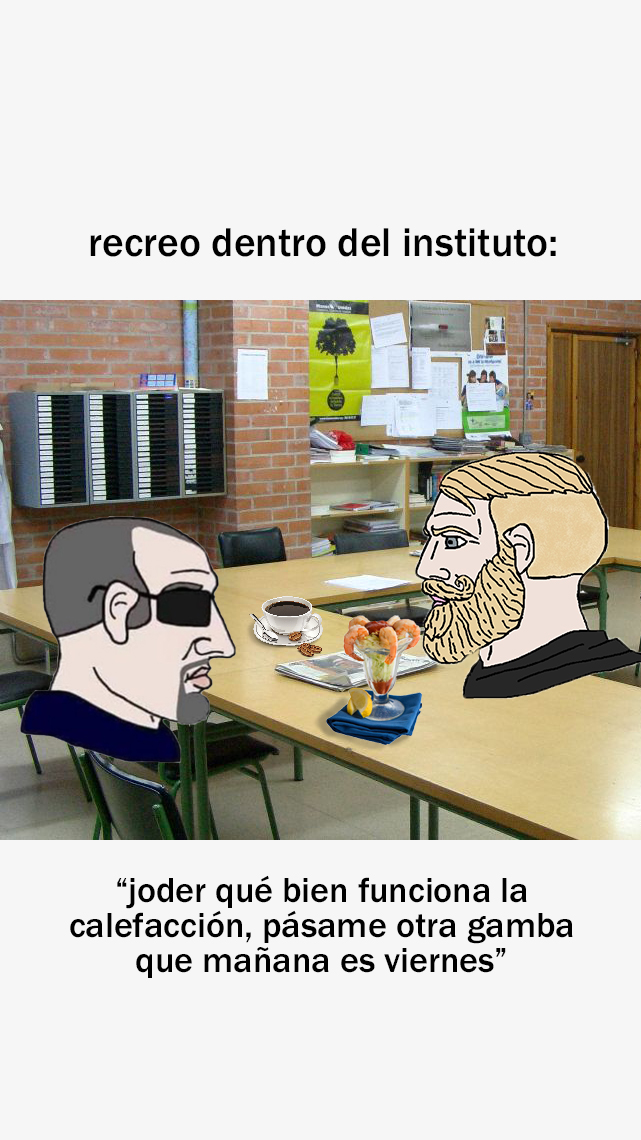 recreo dentro del instituto:
“joder qué bien funciona la
calefacción, pásame otra gamba
que mañana es viernes”